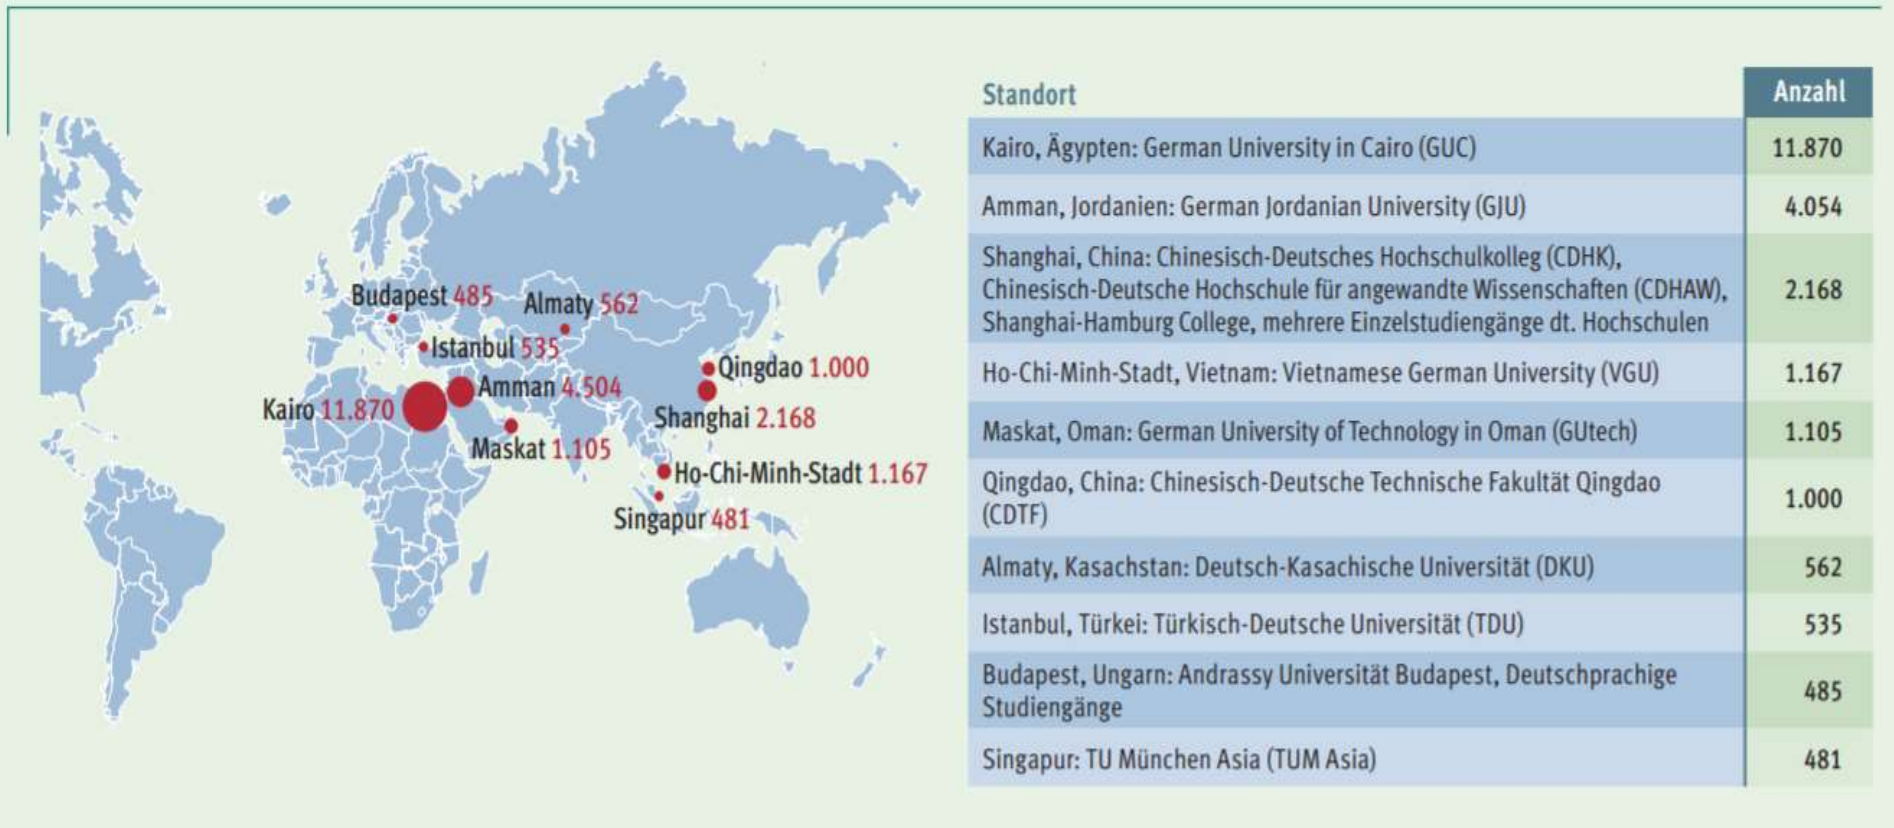 Budapest 485
Almaty 562
Istanbul 535
Qingdao 1.000
Amman 4.504
Kairo 11.870
Shanghai 2.168
Maskat 1.105
Ho-Chi-Minh-Stadt 1.167
Singapur 481
Standort Anzahl
Kairo, Ägypten: German University in Cairo (GUC) 11.870
Amman, Jordanien: German Jordanian University (GJU) 4.054
Shanghai, China: Chinesisch-Deutsches Hochschulkolleg (CDHK),
Chinesisch-Deutsche Hochschule für angewandte Wissenschaften (CDHAW), 2.168
Shanghai-Hamburg College, mehrere Einzelstudiengänge dt. Hochschulen
Ho-Chi-Minh-Stadt, Vietnam: Vietnamese German University (VGU) 1.167
Maskat, Oman: German University of Technology in Oman (GUtech) 1.105
Qingdao, China: Chinesisch-Deutsche Technische Fakultät Qingdao
(CDTF) 1.000
Almaty, Kasachstan: Deutsch-Kasachische Universität (DKU) 562
Istanbul, Türkei: Türkisch-Deutsche Universität (TDU) 535
Budapest, Ungarn: Andrassy Universität Budapest, Deutschprachige
Studiengänge 485
Singapur: TU München Asia (TUM Asia) 481